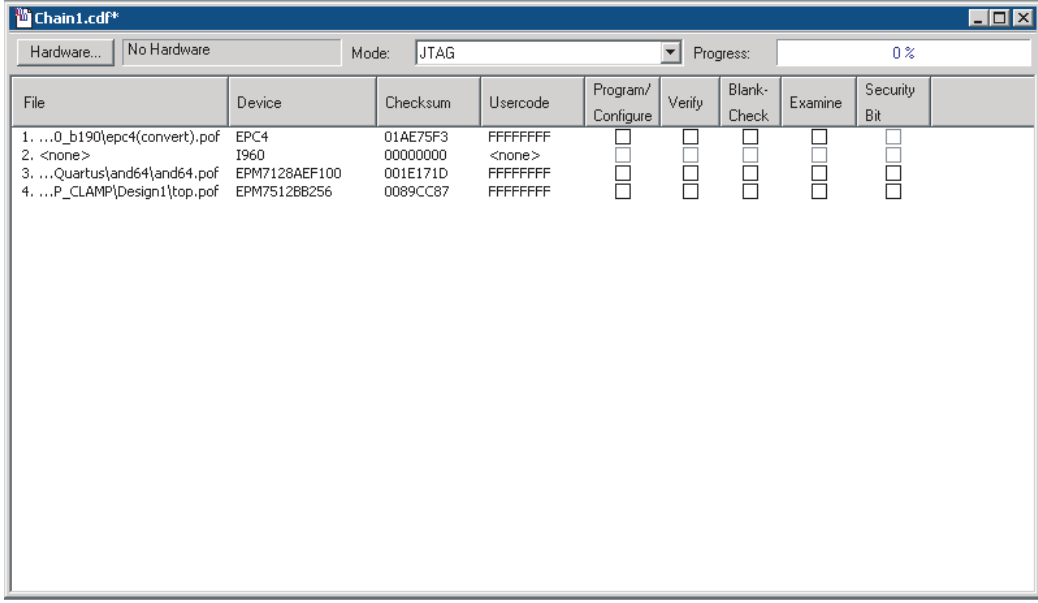 Chain1.cdf*
Hardware... No Hardware Mode: JTAG Progress: 0 %
File Device Checksum Usercode Program/ Configure Verify Blank- Check Examine Security Bit
1. ...0_b190\epc4(convert).pof EPC4 01AE75F3 FFFFFFFF
2. <none> I960 00000000 <none>
3. ...Quartus\and64\and64.pof EPM7128AEF100 001E171D FFFFFFFF
4. ...P_CLAMP\Design1\top.pof EPM7512BB256 0089CC87 FFFFFFFF